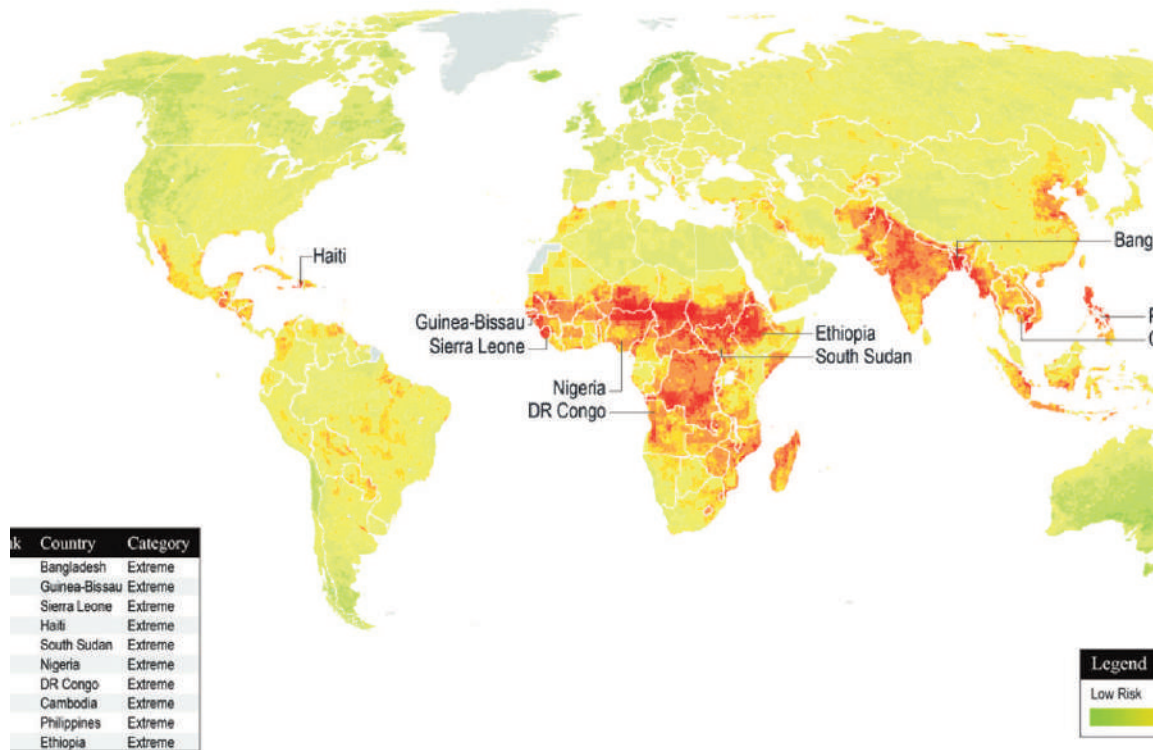 Haiti
Bang
Guinea-Bissau
Sierra Leone
Ethiopia
South Sudan
Nigeria
DR Congo
k Country Category
Bangladesh Extreme
Guinea-Bissau Extreme
Sierra Leone Extreme
Haiti Extreme
South Sudan Extreme
Nigeria Extreme
DR Congo Extreme
Cambodia Extreme
Philippines Extreme
Ethiopia Extreme
Legend
Low Risk